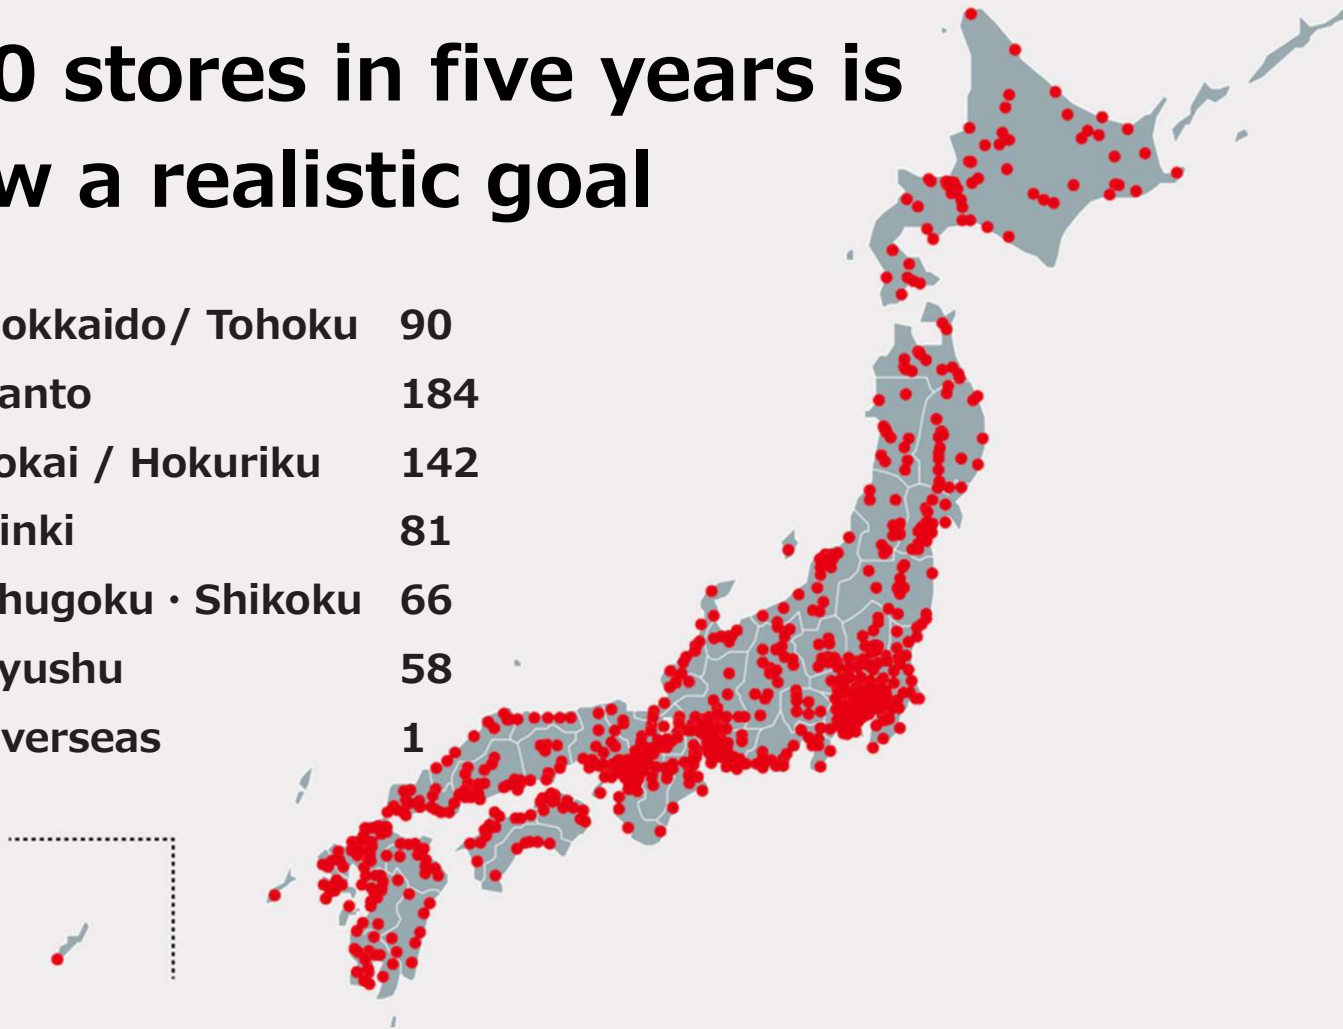 0 stores in five years is
w a realistic goal
okkaido/ Tohoku 90
anto 184
okai / Hokuriku 142
inki 81
hugoku・Shikoku 66
yushu 58
verseas 1